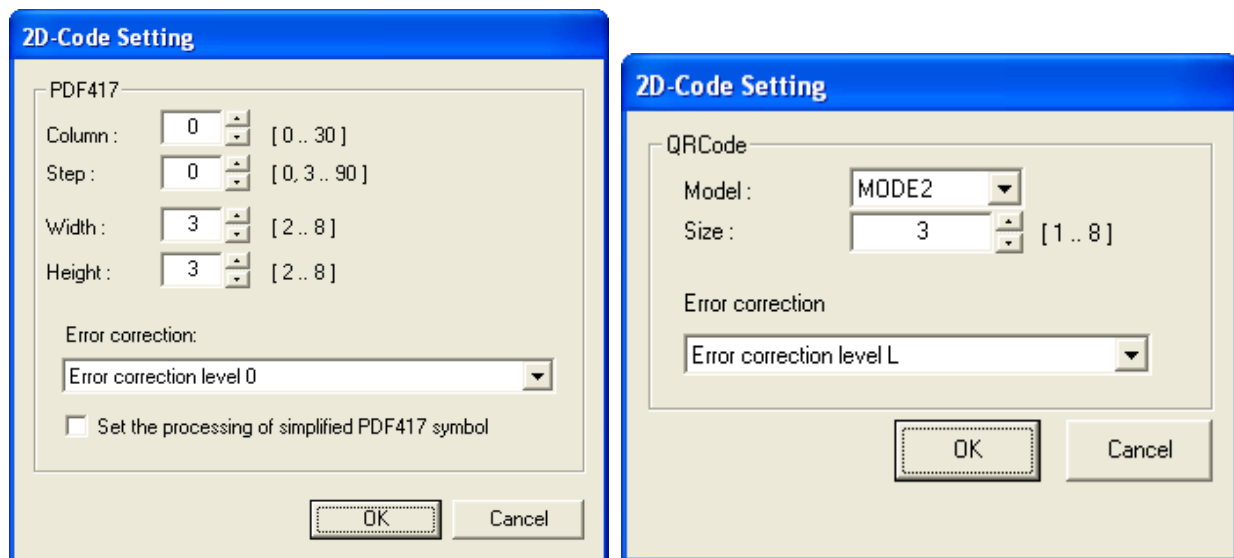 2D-Code Setting
PDF417
Column : 0 [ 0 .. 30 ]
Step : 0 [ 0, 3 .. 90 ]
Width : 3 [ 2 .. 8 ]
Height : 3 [ 2 .. 8 ]
Error correction:
Error correction level 0
Set the processing of simplified PDF417 symbol
OK Cancel
2D-Code Setting
QRCode
Model : MODE2
Size : 3 [ 1 .. 8 ]
Error correction
Error correction level L
OK Cancel